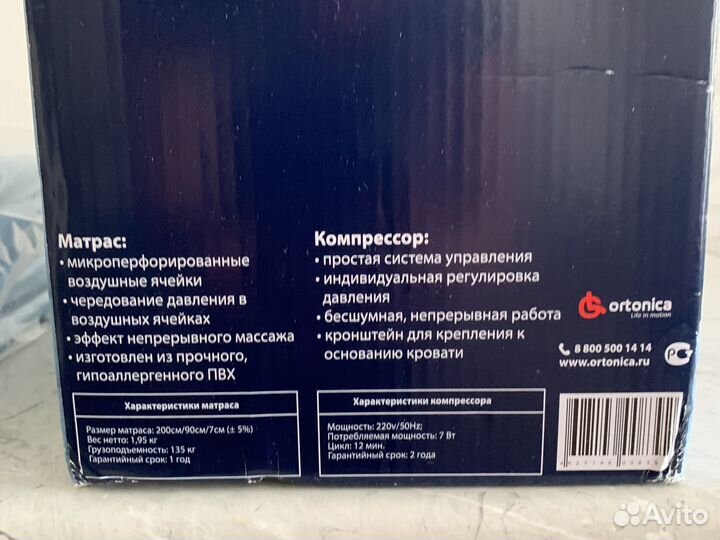 Матрас:
• микроперфорированные
воздушные ячейки
• чередование давления в
воздушных ячейках
• эффект непрерывного массажа
• изготовлен из прочного,
гипоаллергенного ПВХ
Характеристики матраса
Размер матраса: 200см/90см/7см (± 5%)
Вес нетто: 1,95 кг
Грузоподъемность: 135 кг
Гарантийный срок: 1 год
Компрессор:
• простая система управления
• индивидуальная регулировка
давления
• бесшумная, непрерывная работа
• кронштейн для крепления к
основанию кровати
Характеристики компрессора
Мощность: 220v/50Hz;
Потребляемая мощность: 7 Вт
Цикл: 12 мин.
Гарантийный срок: 2 года
ortonica
Life in motion
8 800 500 14 14
www.ortonica.ru
Avito